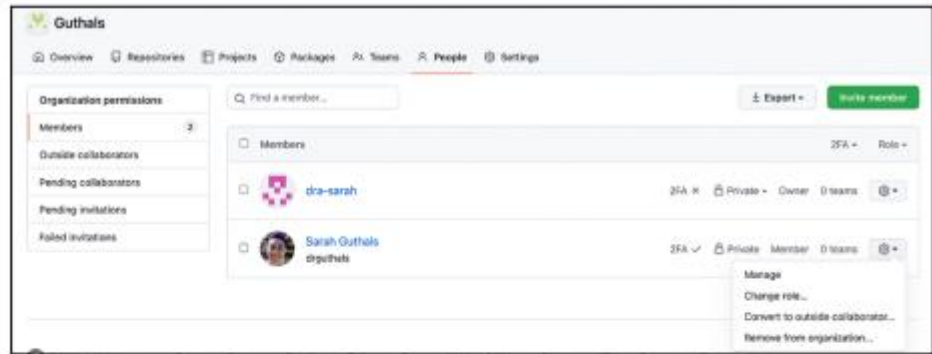 Guthals
Overview Repositories Projects Packages Teams People Settings
Organization permissions
Members 2
Outside collaborators
Pending collaborators
Pending invitations
Failed invitations
Find a member...
Export
Invite member
Members 2FA Role
dra-sarah 2FA Private Owner 0 teams
Sarah Guthals
drguthals
2FA Private Member 0 teams
Manage
Change role...
Convert to outside collaborator...
Remove from organization...